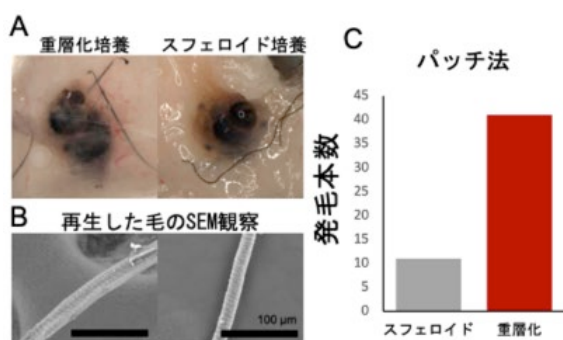 A
重層化培養
スフェロイド培養
B
再生した毛のSEM観察
100 µm
C
パッチ法
発毛本数
45
40
35
30
25
20
15
10
5
0
スフェロイド
重層化